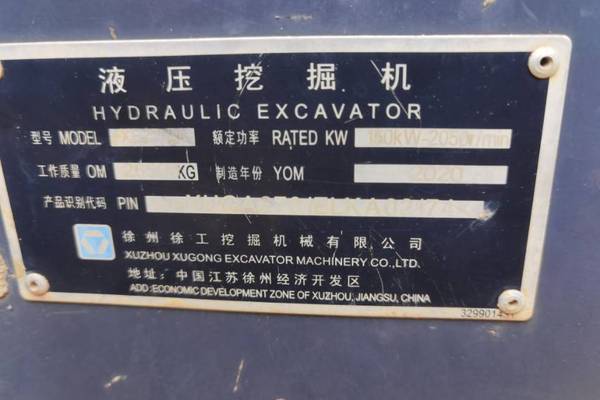 液压挖掘机
HYDRAULIC EXCAVATOR
型号 MODEL 额定功率 RATED KW 150kW-2050r/min
工作质量 OM KG 制造年份 YOM 2020
产品识别代码 PIN
徐州徐工挖掘机械有限公司
XUZHOU XUGONG EXCAVATOR MACHINERY CO.,LTD.
地址：中国江苏徐州经济开发区
ADD:ECONOMIC DEVELOPMENT ZONE OF XUZHOU, JIANGSU, CHINA